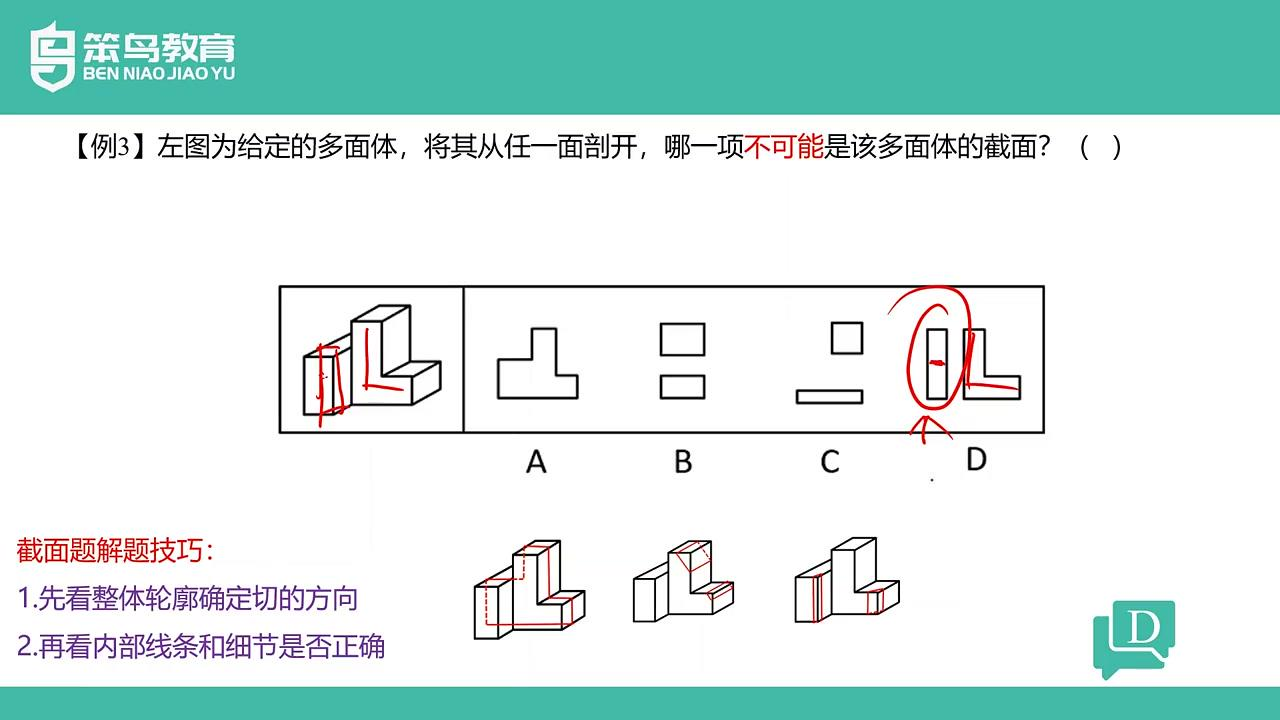 笨鸟教育
BEN NIAO JIAO YU
【例3】左图为给定的多面体，将其从任一面剖开，哪一项不可能是该多面体的截面？（ ）
A B C D
截面题解题技巧：
1.先看整体轮廓确定切的方向
2.再看内部线条和细节是否正确
D